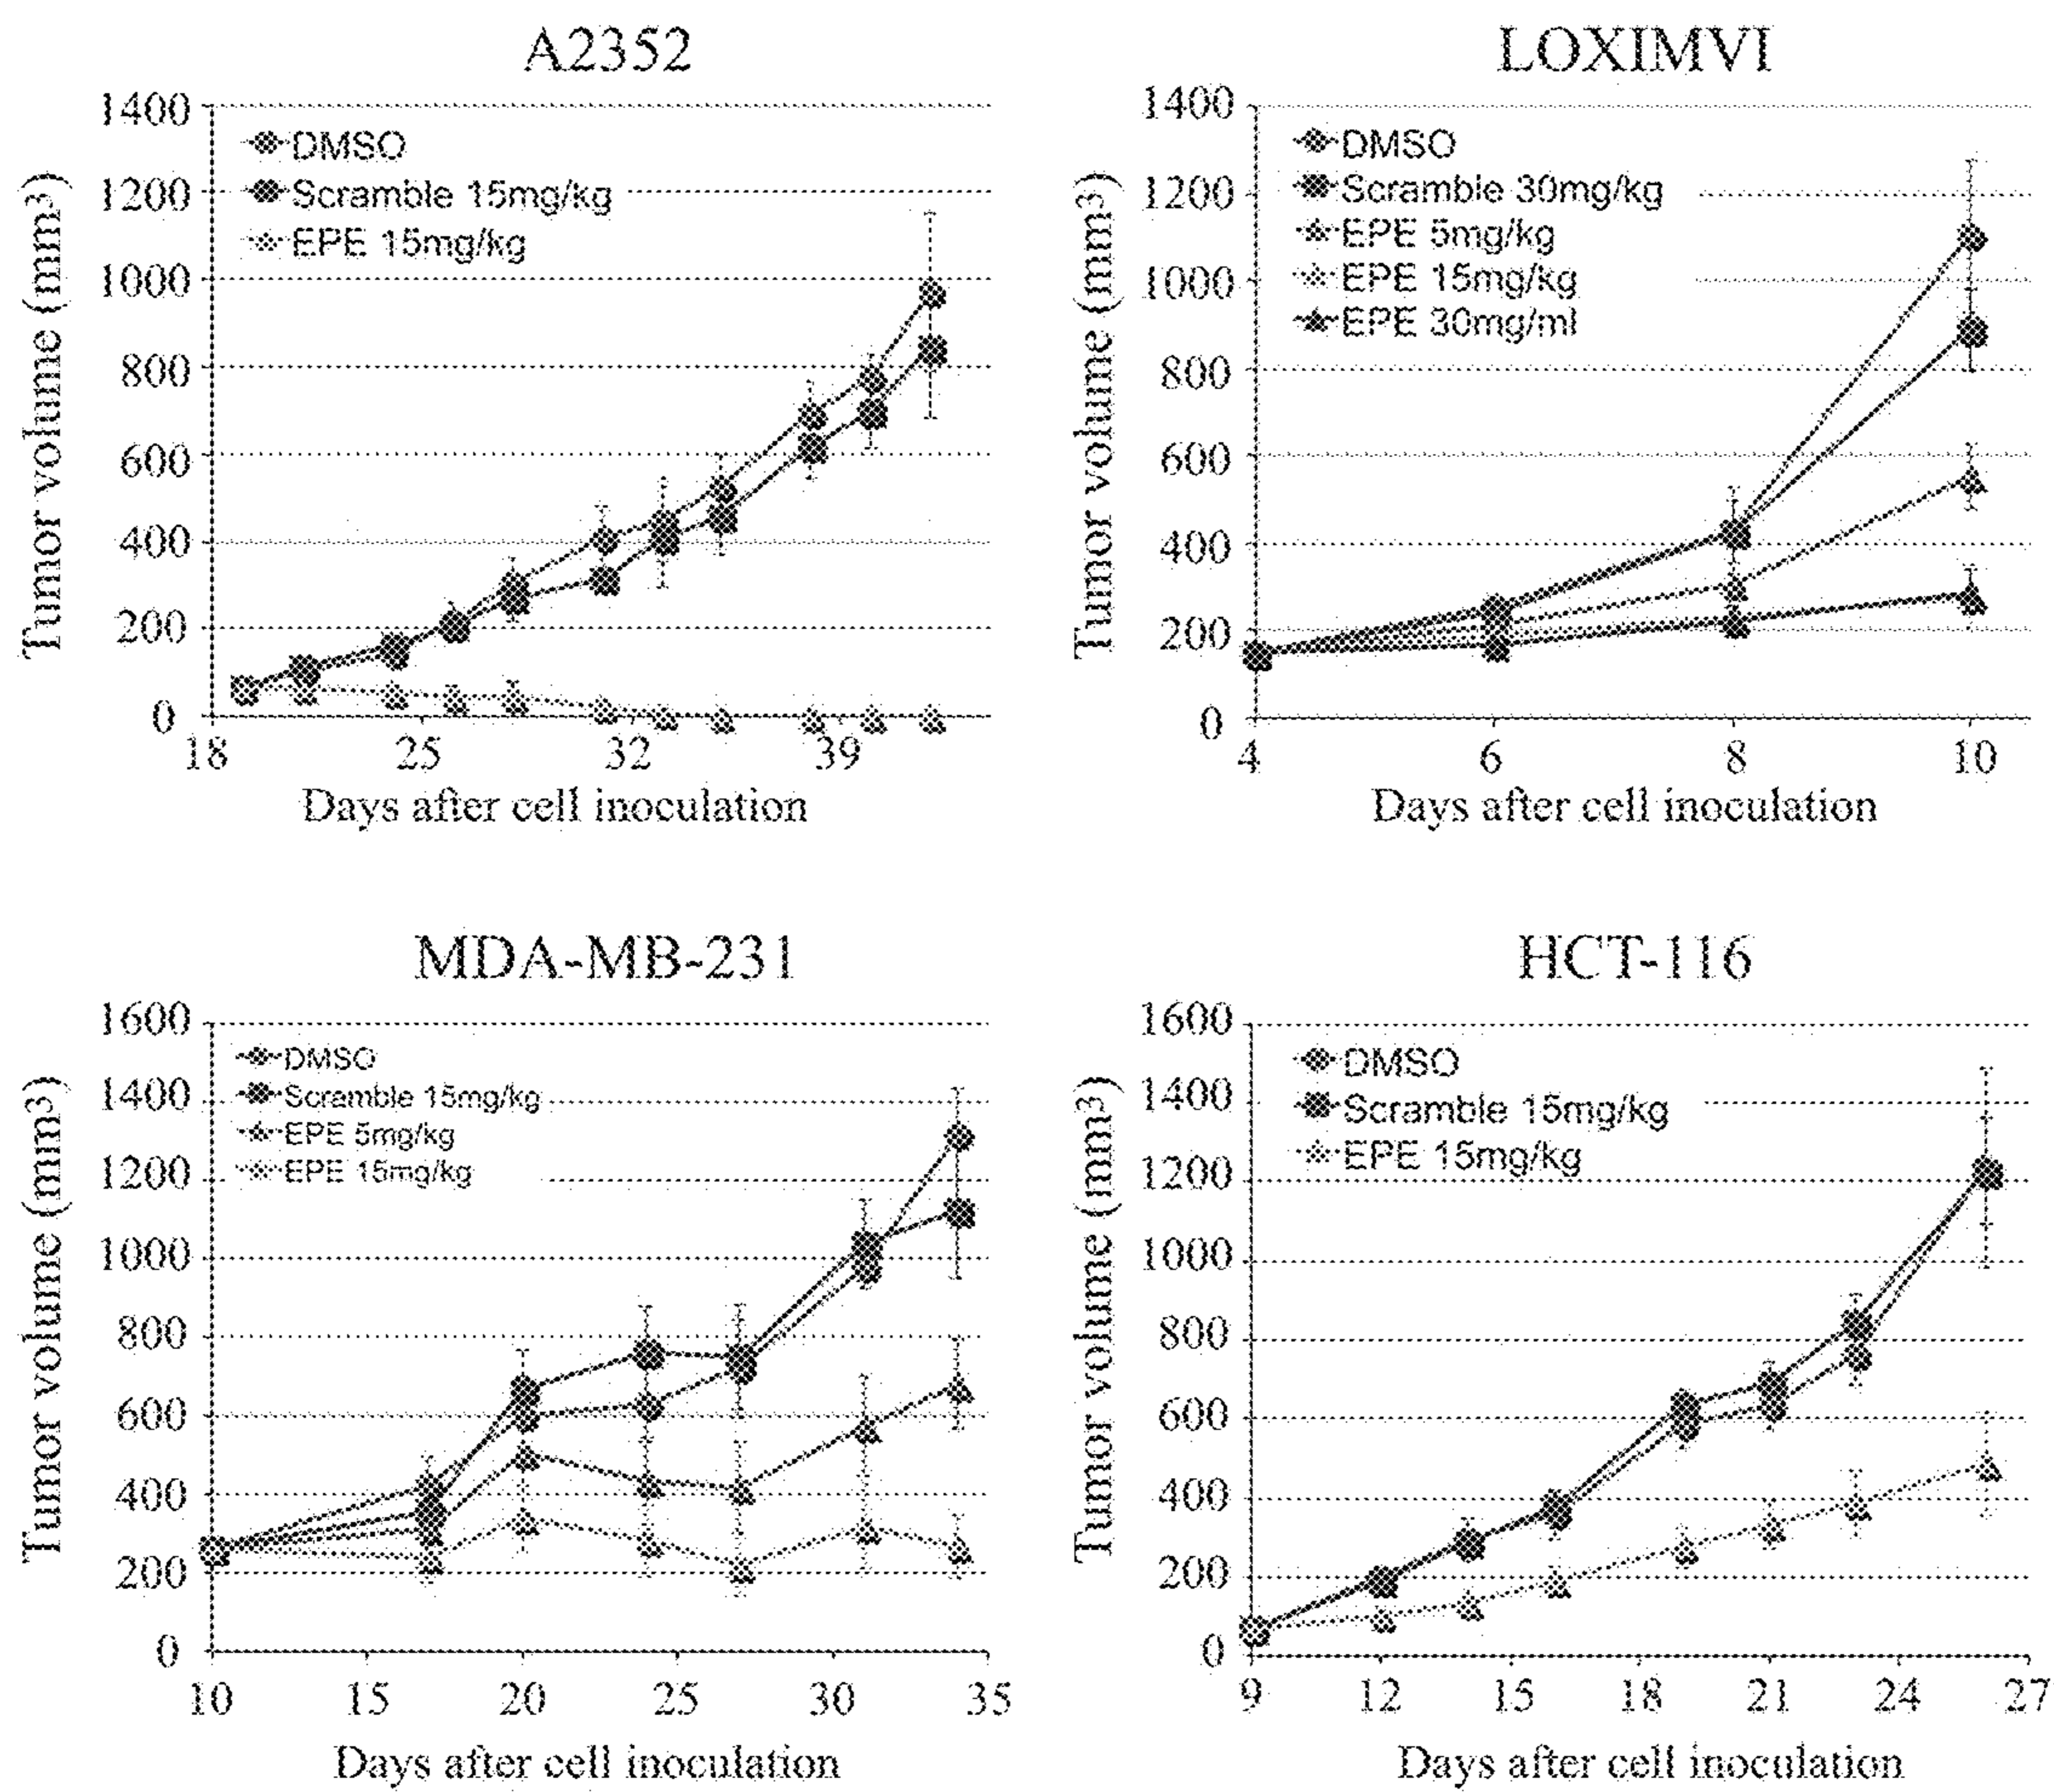 A2352
1400
1200
1000
800
600
400
200
0
DMSO
Scramble 15mg/kg
EPE 15mg/kg
18 25 32 39
Tumor volume (mm³)
Days after cell inoculation
LOXIMVI
1400
1200
1000
800
600
400
200
0
DMSO
Scramble 30mg/kg
EPE 5mg/kg
EPE 15mg/kg
EPE 30mg/ml
4 6 8 10
Tumor volume (mm³)
Days after cell inoculation
MDA-MB-231
1600
1400
1200
1000
800
600
400
200
0
DMSO
Scramble 15mg/kg
EPE 5mg/kg
EPE 15mg/kg
10 15 20 25 30 35
Tumor volume (mm³)
Days after cell inoculation
HCT-116
1600
1400
1200
1000
800
600
400
200
0
DMSO
Scramble 15mg/kg
EPE 15mg/kg
9 12 15 18 21 24 27
Tumor volume (mm³)
Days after cell inoculation